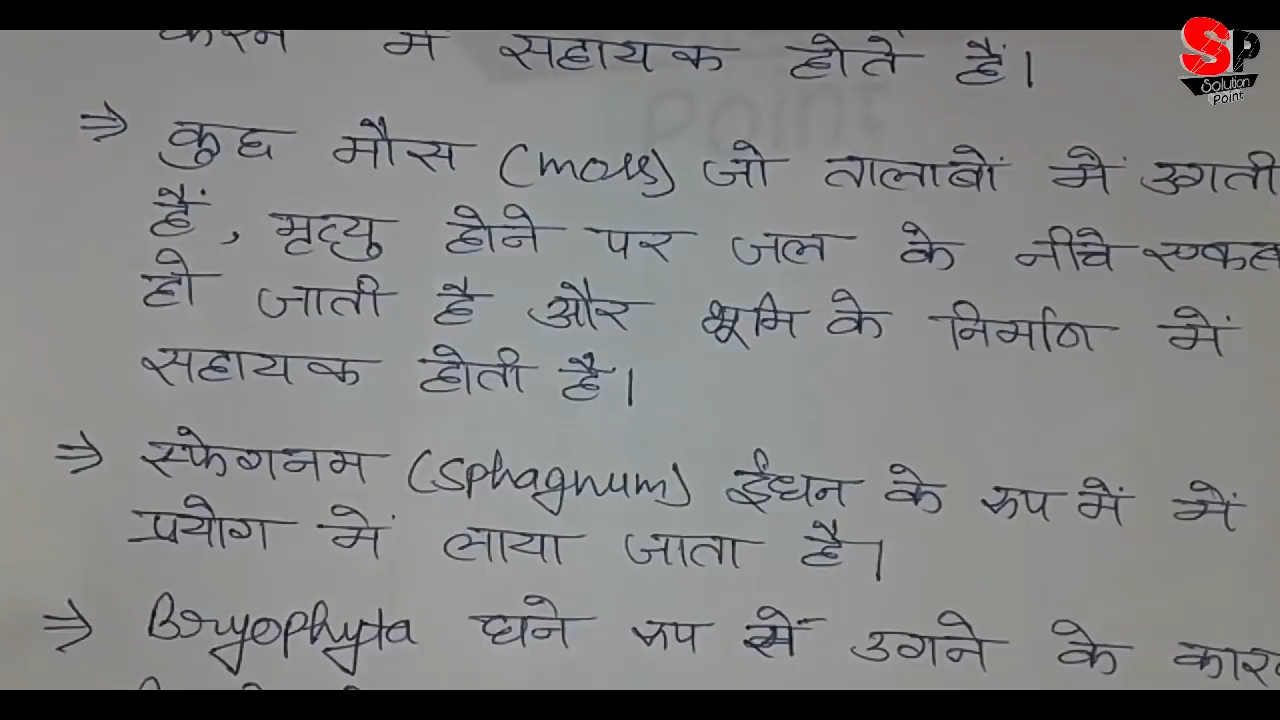 करने में सहायक होते हैं।
SP
Solution
Point
⇒ कुछ मौस (moss) जो तालाबों में उगती
हैं, मृत्यु होने पर जल के नीचे एकत्र
हो जाती है और भूमि के निर्माण में
सहायक होती है।
⇒ स्फेगनम (Sphagnum) ईंधन के रूप में में
प्रयोग में लाया जाता है।
⇒ Bryophyta घने रूप में उगने के कारण